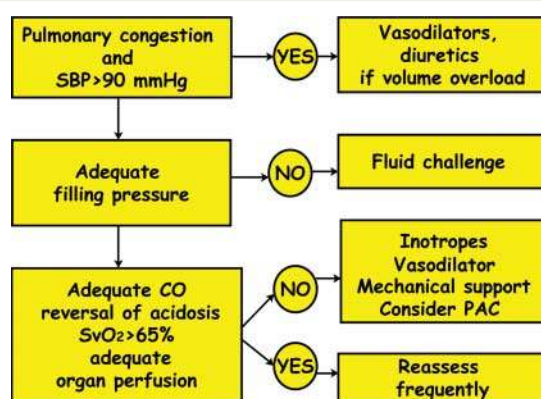 Pulmonary congestion
and
SBP>90 mmHg
YES
Vasodilators,
diuretics
if volume overload
Adequate
filling pressure
NO
Fluid challenge
Adequate CO
reversal of acidosis
SvO2>65%
adequate
organ perfusion
NO
Inotropes
Vasodilator
Mechanical support
Consider PAC
YES
Reassess
frequently